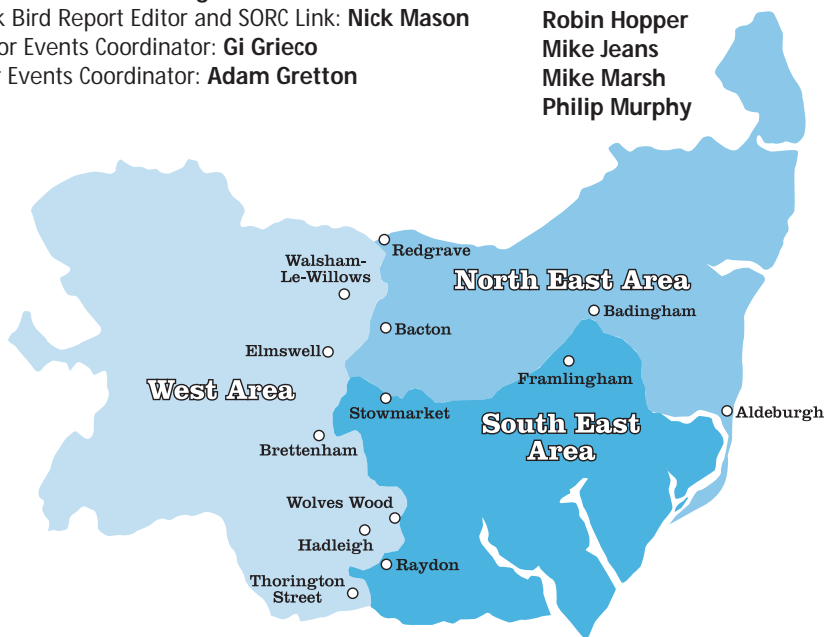 k Bird Report Editor and SORC Link: Nick Mason
or Events Coordinator: Gi Grieco
r Events Coordinator: Adam Gretton
Robin Hopper
Mike Jeans
Mike Marsh
Philip Murphy
Redgrave
Walsham-
Le-Willows
North East Area
Badingham
Bacton
Elmswell
Framlingham
West Area
Stowmarket
Aldeburgh
South East
Area
Brettenham
Wolves Wood
Hadleigh
Raydon
Thorington
Street